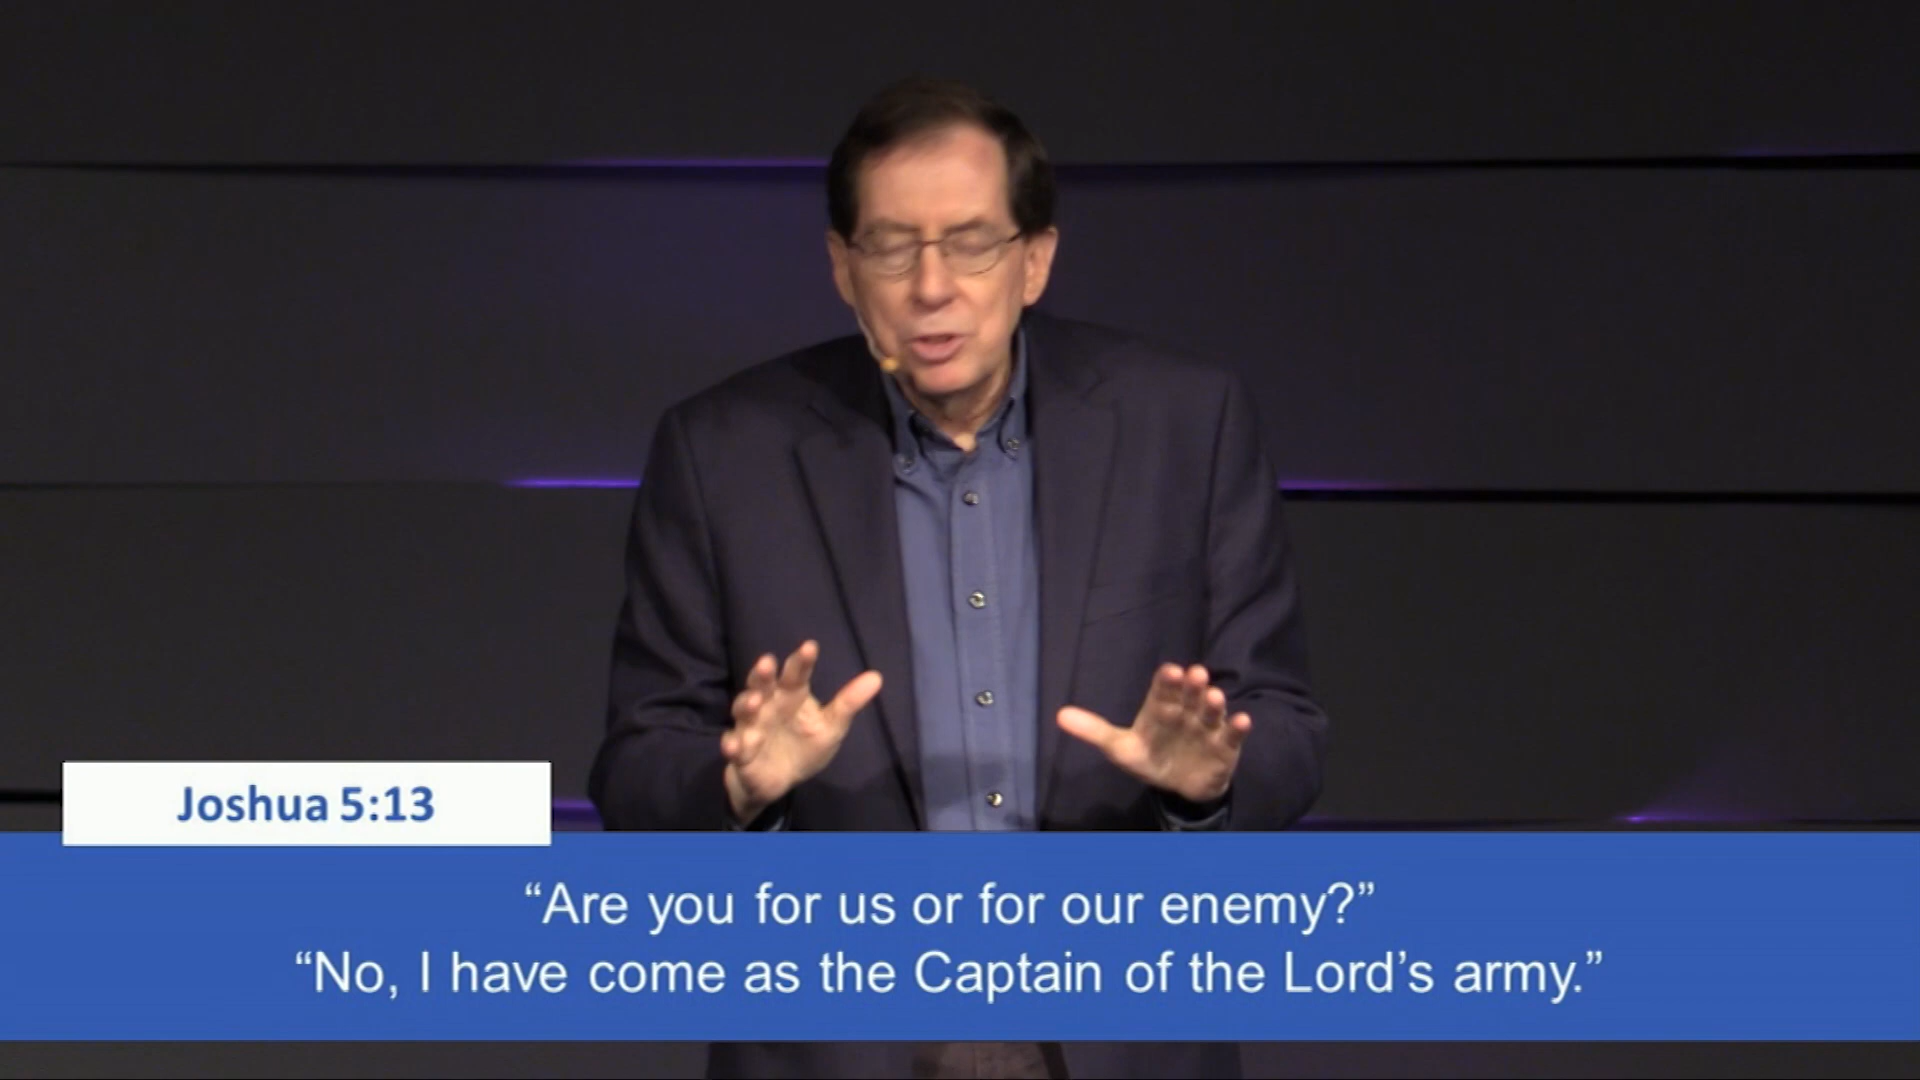 Joshua 5:13
“Are you for us or for our enemy?”
“No, I have come as the Captain of the Lord’s army.”